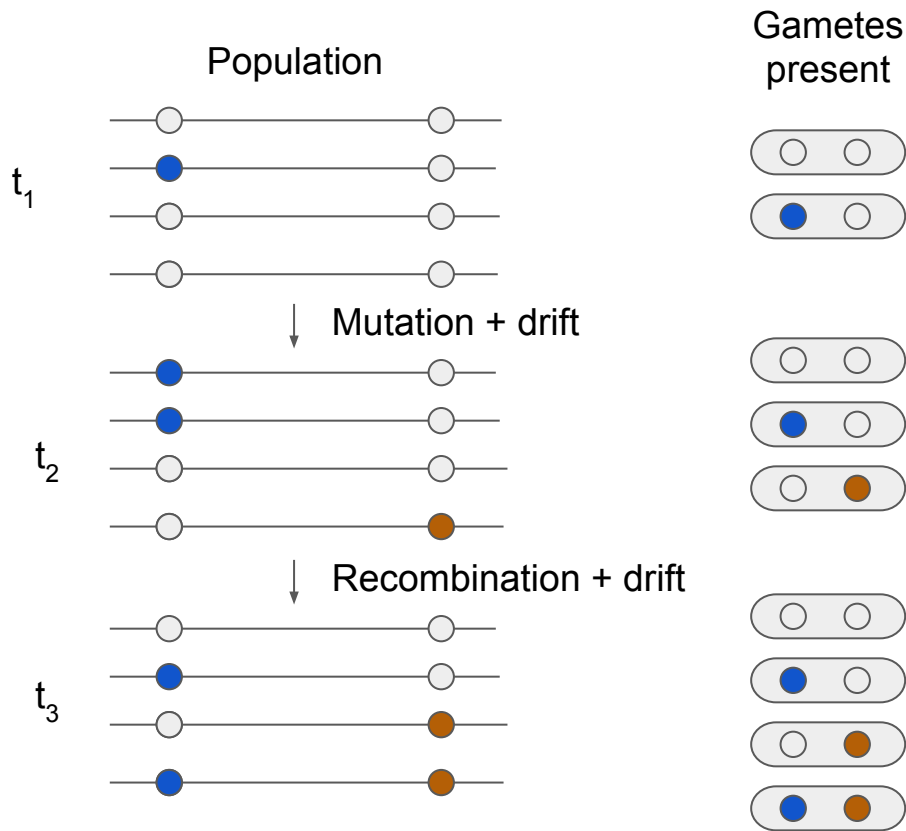 Population
Gametes
present
t1
Mutation + drift
t2
Recombination + drift
t3